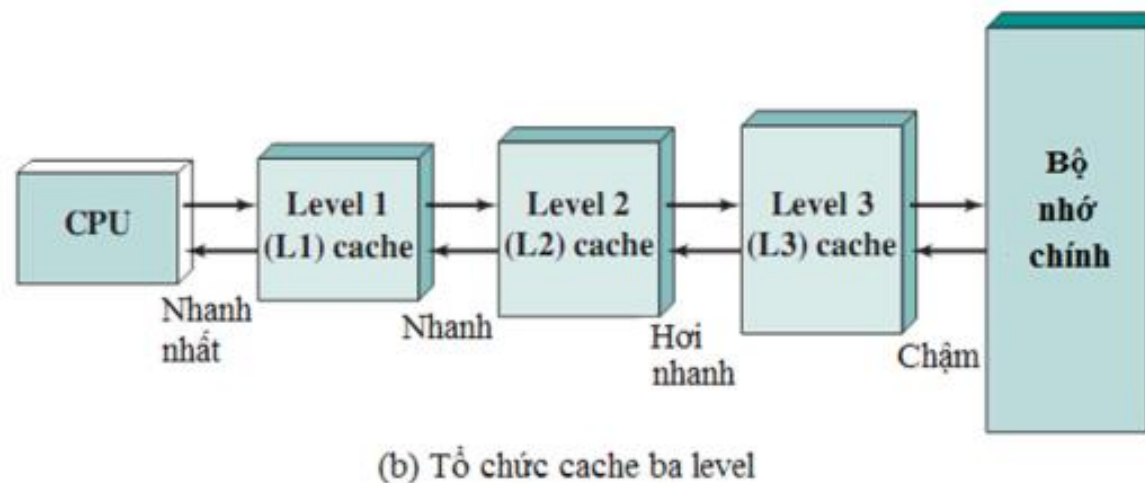 CPU
Level 1
(L1) cache
Level 2
(L2) cache
Level 3
(L3) cache
Bộ
nhớ
chính
Nhanh
nhất
Nhanh
Hơi
nhanh
Chậm
(b) Tổ chức cache ba level